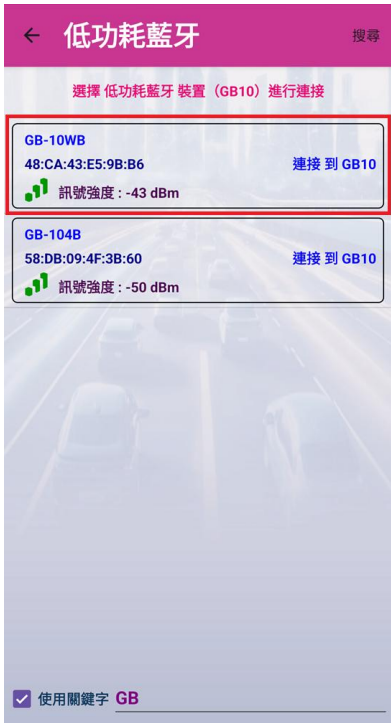 低功耗藍牙
搜尋
選擇 低功耗藍牙 裝置（GB10）進行連接
GB-10WB
48:CA:43:E5:9B:B6
連接 到 GB10
訊號強度 : -43 dBm
GB-104B
58:DB:09:4F:3B:60
連接 到 GB10
訊號強度 : -50 dBm
使用關鍵字 GB